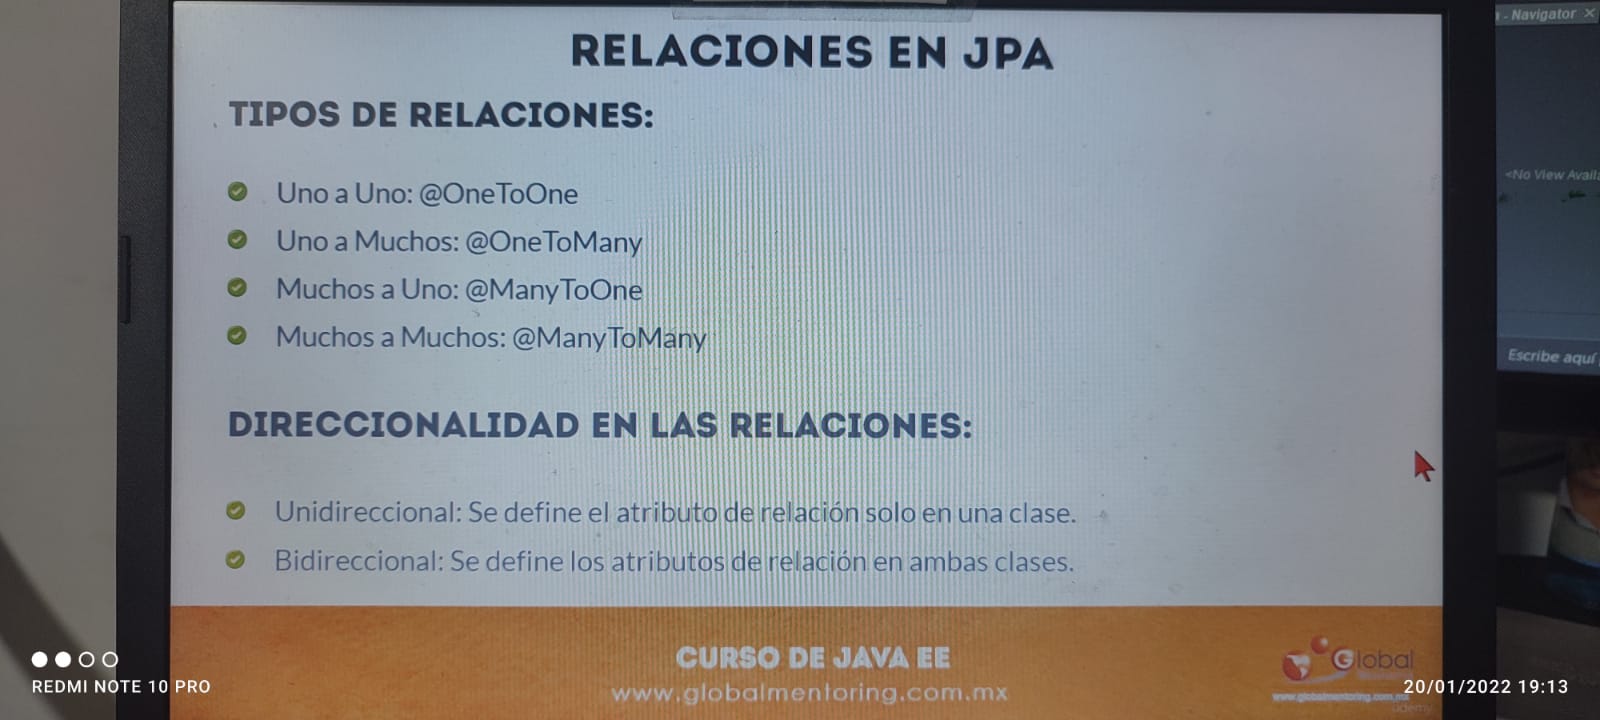 RELACIONES EN JPA
TIPOS DE RELACIONES:
Uno a Uno: @OneToOne
Uno a Muchos: @OneToMany
Muchos a Uno: @ManyToOne
Muchos a Muchos: @ManyToMany
DIRECCIONALIDAD EN LAS RELACIONES:
Unidireccional: Se define el atributo de relación solo en una clase.
Bidireccional: Se define los atributos de relación en ambas clases.
CURSO DE JAVA EE
www.globalmentoring.com.mx
Global
www.globalmentoring.com.mx
udemy
- Navigator
<No View Avail
Escribe aquí
REDMI NOTE 10 PRO
20/01/2022 19:13